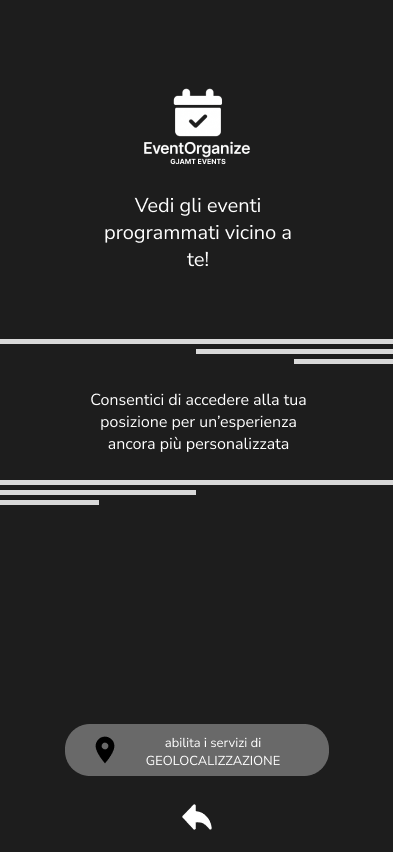 EventOrganize
GJAMT EVENTS
Vedi gli eventi
programmati vicino a
te!
Consentici di accedere alla tua
posizione per un'esperienza
ancora più personalizzata
abilita i servizi di
GEOLOCALIZZAZIONE